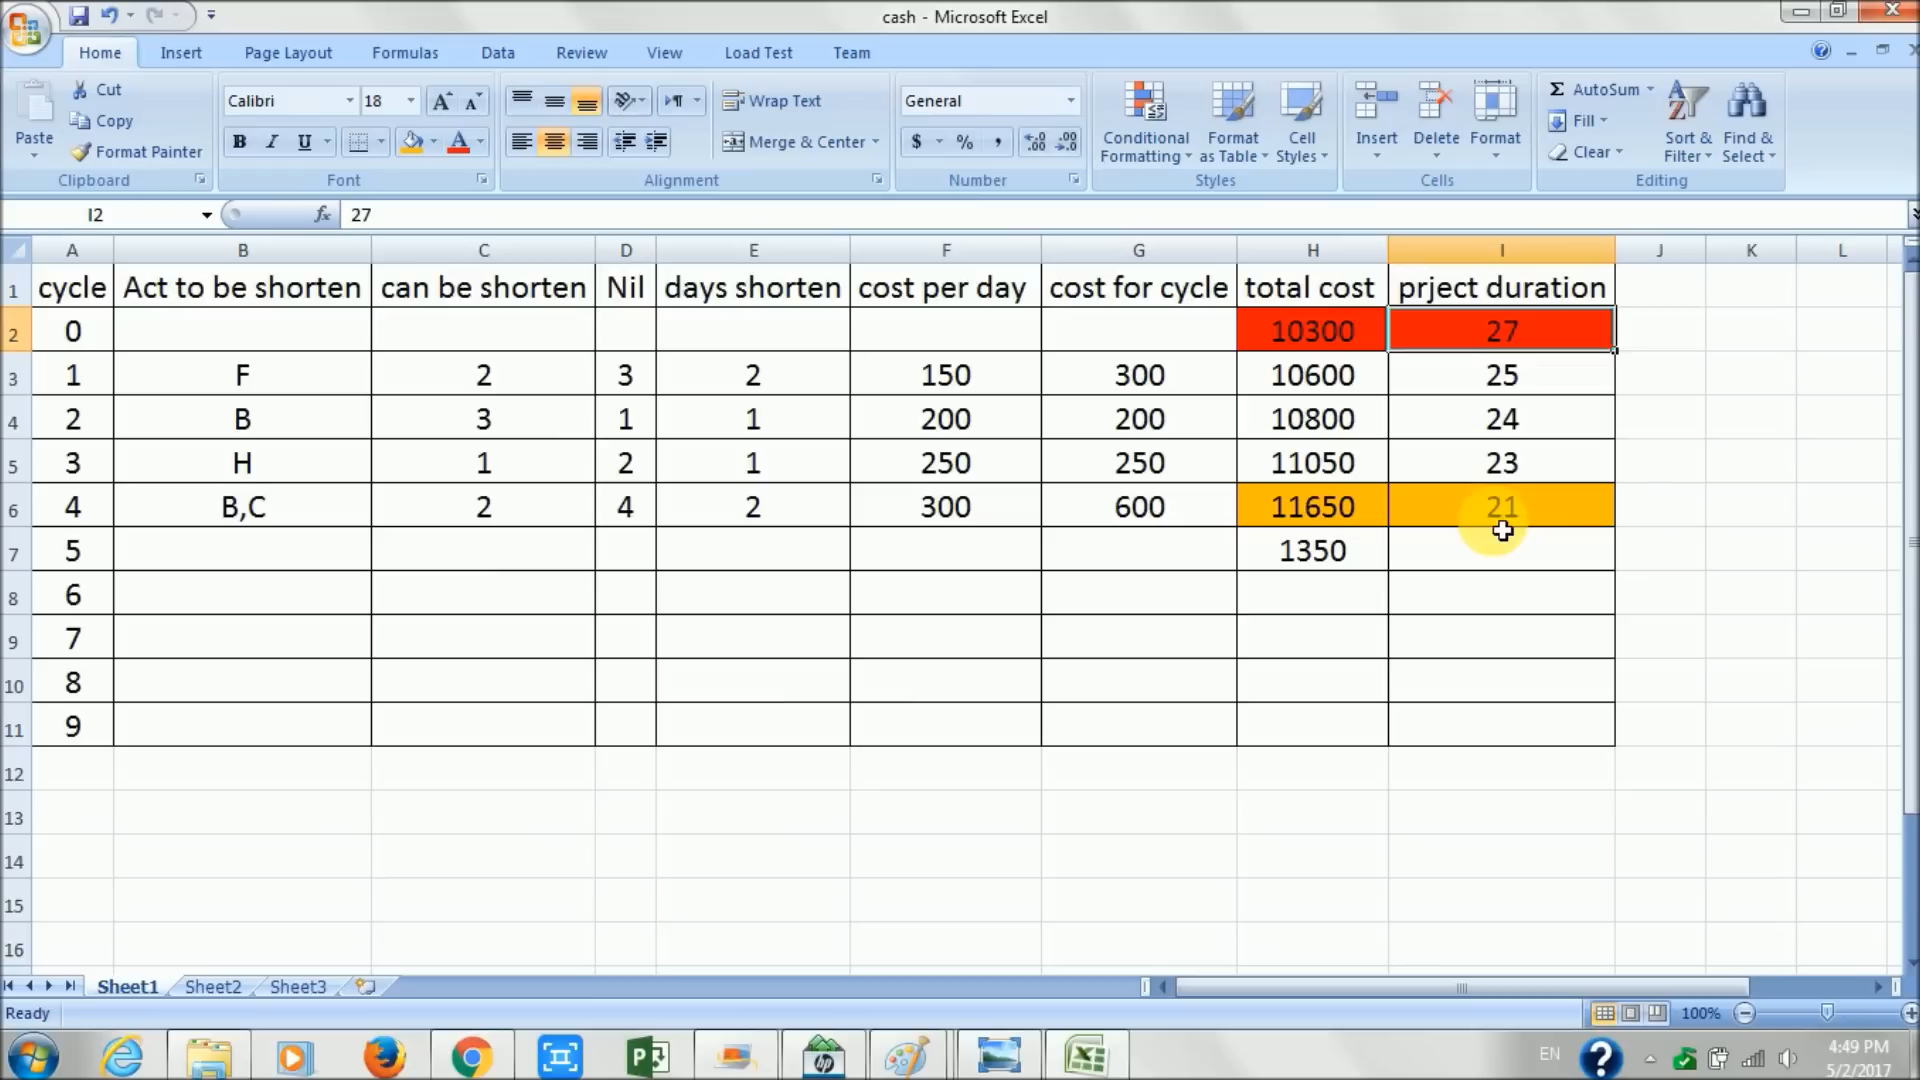 cash - Microsoft Excel
Home Insert Page Layout Formulas Data Review View Load Test Team
Paste Cut Copy Format Painter Clipboard
Calibri 18 A A B I U A Font
Wrap Text Merge & Center Alignment
General $ % , .0 .00 .00 .0 Number
Conditional Formatting Format as Table Cell Styles Styles
Insert Delete Format Cells
Σ AutoSum Fill Clear Sort & Filter Find & Select Editing
I2 fx 27
A B C D E F G H I J K L
1 cycle Act to be shorten can be shorten Nil days shorten cost per day cost for cycle total cost prject duration
2 0 10300 27
3 1 F 2 3 2 150 300 10600 25
4 2 B 3 1 1 200 200 10800 24
5 3 H 1 2 1 250 250 11050 23
6 4 B,C 2 4 2 300 600 11650 21
7 5 1350
8 6
9 7
10 8
11 9
12
13
14
15
16
Sheet1 Sheet2 Sheet3
Ready 100%
EN 4:49 PM
5/2/2017